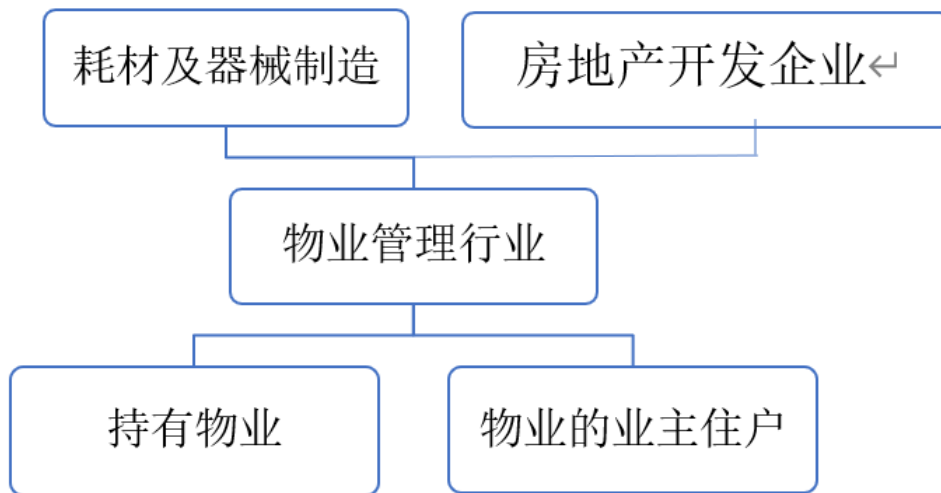 耗材及器械制造
房地产开发企业↵
物业管理行业
持有物业
物业的业主住户